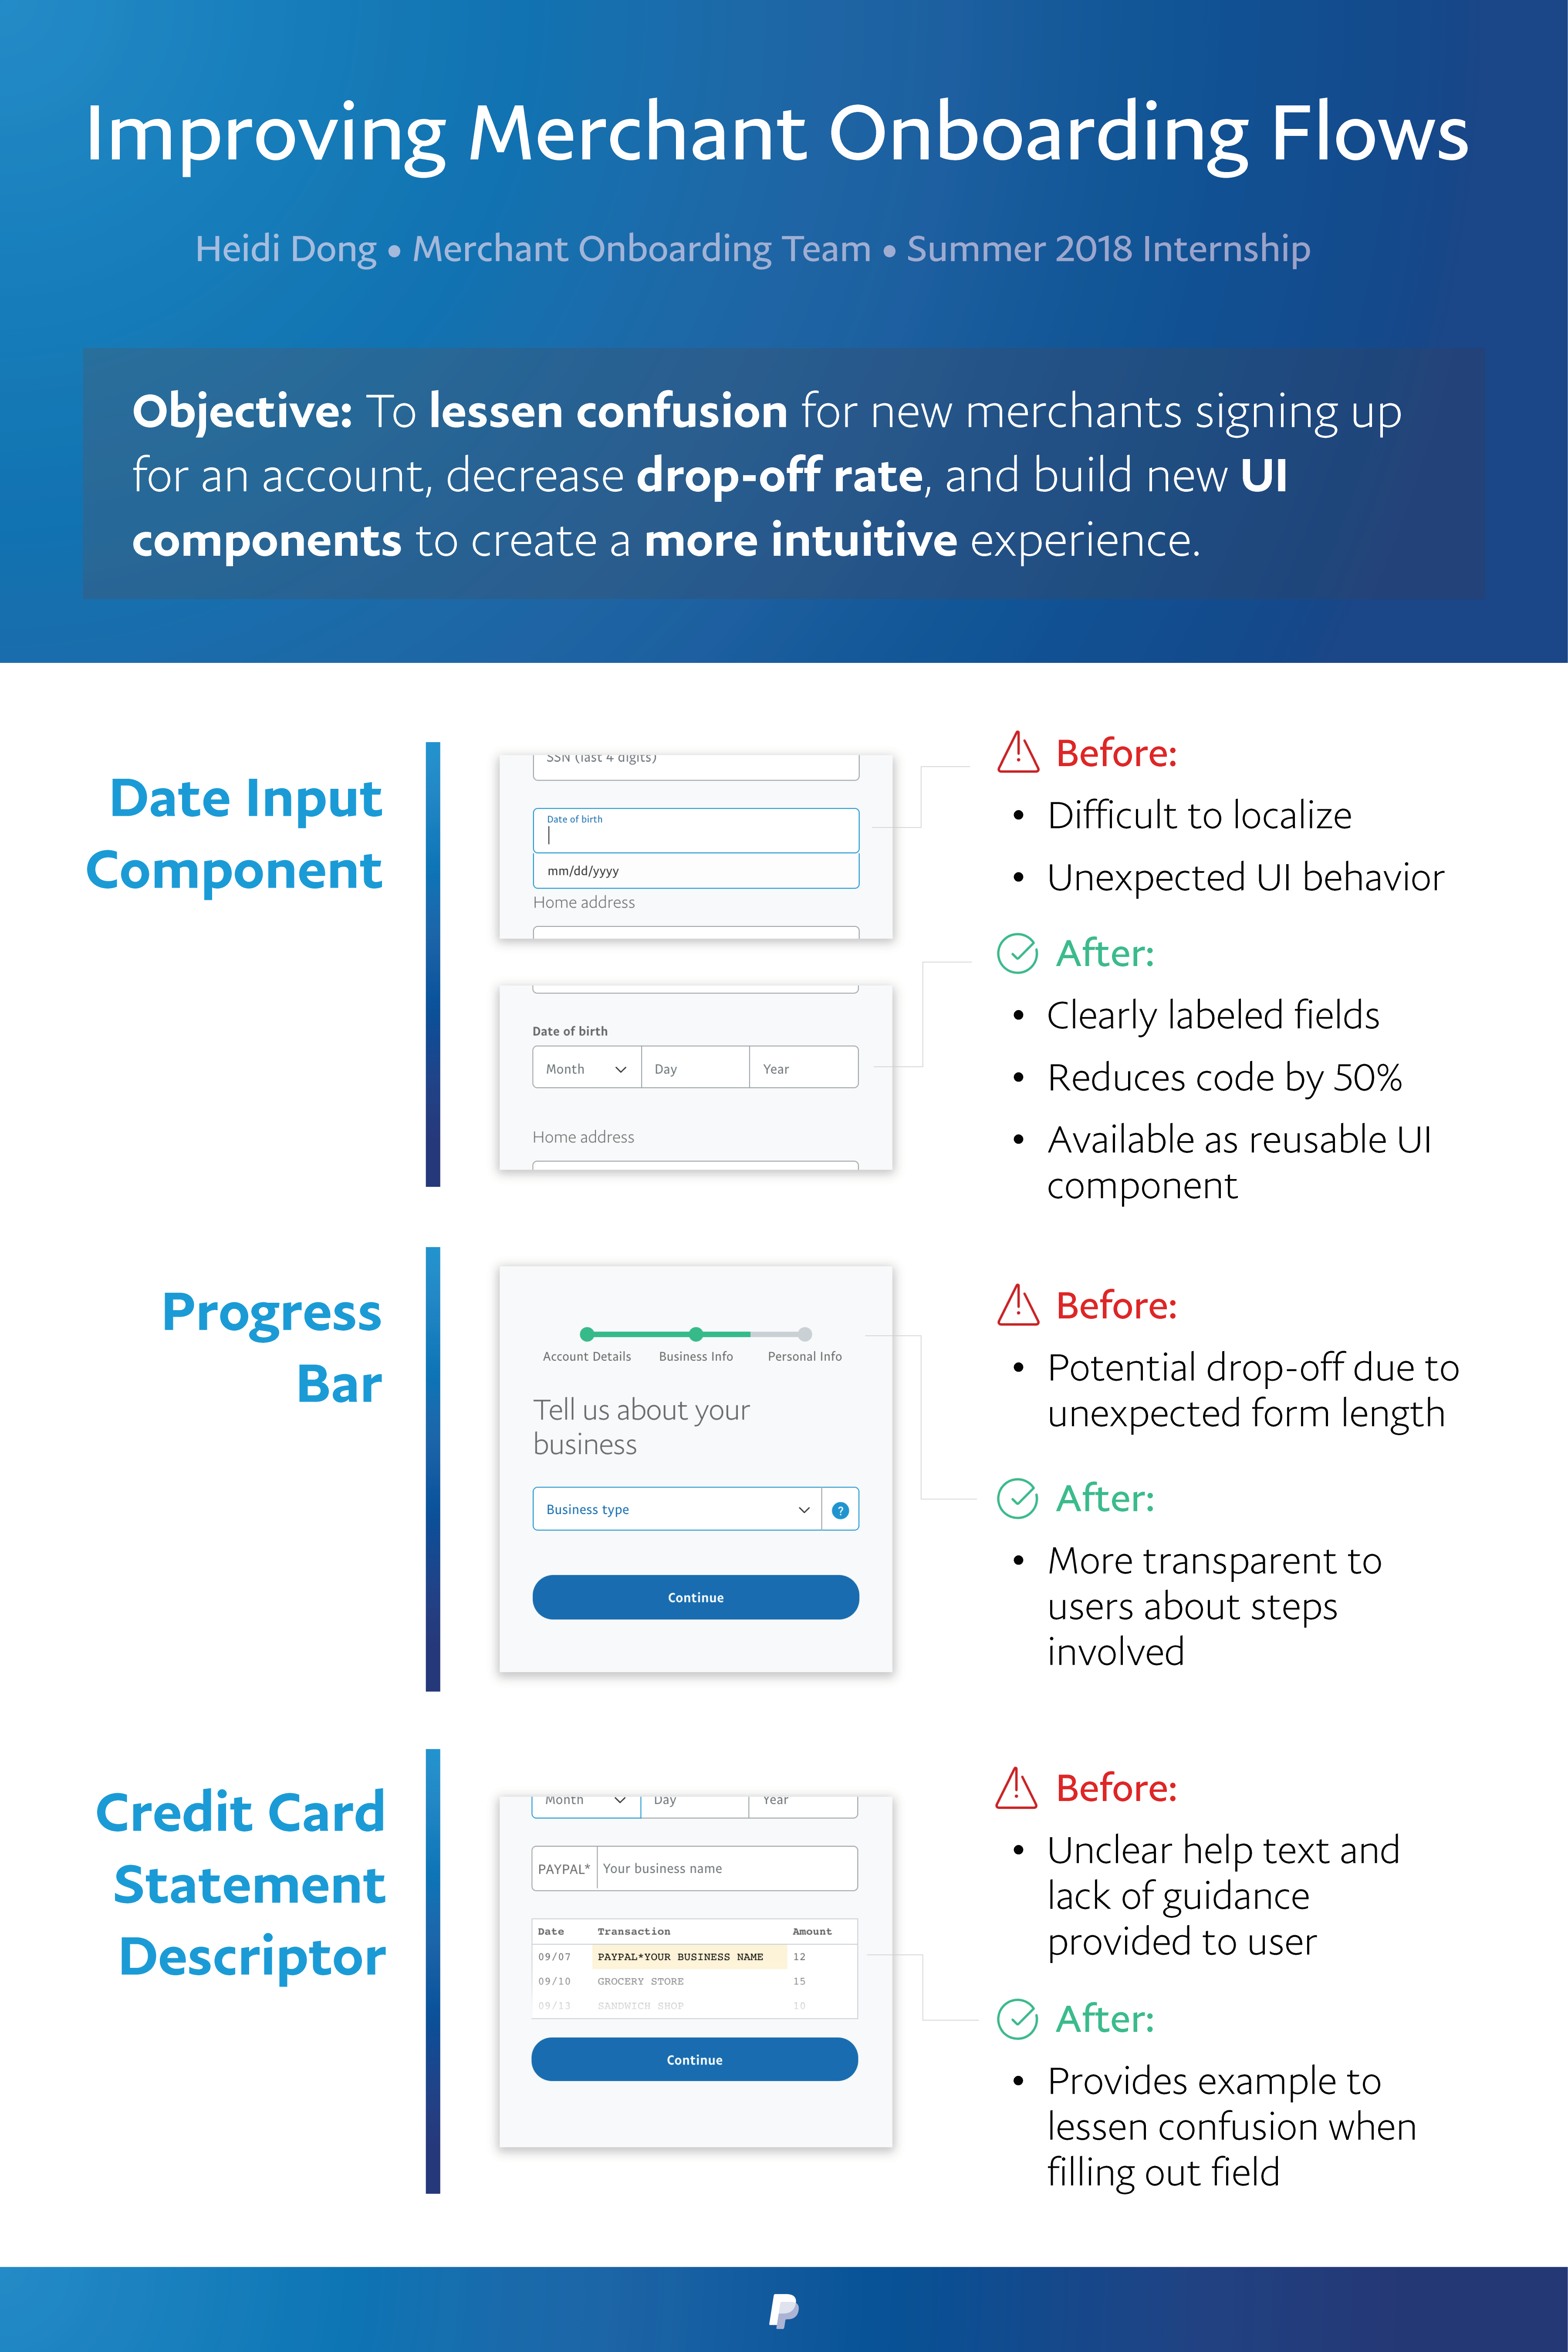 Improving Merchant Onboarding Flows
Heidi Dong • Merchant Onboarding Team • Summer 2018 Internship
Objective: To lessen confusion for new merchants signing up
for an account, decrease drop-off rate, and build new UI
components to create a more intuitive experience.
Date Input
Component
SSN (last 4 digits)
Date of birth
mm/dd/yyyy
Home address
Date of birth
Month
Day
Year
Home address
Before:
• Difficult to localize
• Unexpected UI behavior
After:
• Clearly labeled fields
• Reduces code by 50%
• Available as reusable UI
component
Progress
Bar
Account Details
Business Info
Personal Info
Tell us about your
business
Business type
?
Continue
Before:
• Potential drop-off due to
unexpected form length
After:
• More transparent to
users about steps
involved
Credit Card
Statement
Descriptor
Month
Day
Year
PAYPAL* Your business name
Date Transaction Amount
09/07 PAYPAL*YOUR BUSINESS NAME 12
09/10 GROCERY STORE 15
09/13 SANDWICH SHOP 10
Continue
Before:
• Unclear help text and
lack of guidance
provided to user
After:
• Provides example to
lessen confusion when
filling out field